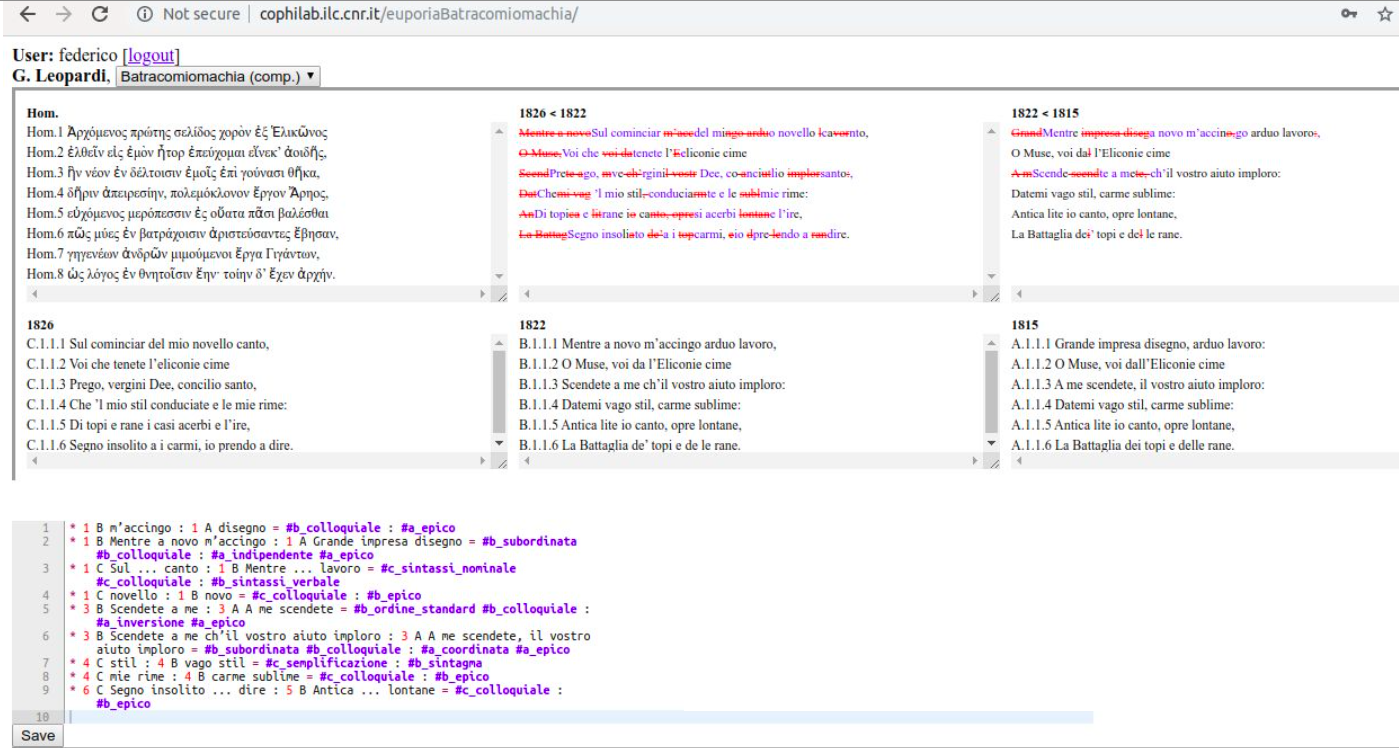 Not secure | cophilab.ilc.cnr.it/euporiaBatracomiomachia/
User: federico [logout]
G. Leopardi, Batracomiomachia (comp.)
Hom.
Hom.1 Ἀρχόμενος πρώτης σελίδος χορὸν ἐξ Ἑλικῶνος
Hom.2 ἐλθεῖν εἰς ἐμὸν ἦτορ ἐπεύχομαι εἵνεκ' ἀοιδῆς,
Hom.3 ἣν νέον ἐν δέλτοισιν ἐμοῖς ἐπὶ γούνασι θῆκα,
Hom.4 δῆριν ἀπειρεσίην, πολεμόκλονον ἔργον Ἄρηος,
Hom.5 εὐχόμενος μερόπεσσιν ἐς οὔατα πᾶσι βαλέσθαι
Hom.6 πῶς μύες ἐν βατράχοισιν ἀριστεύσαντες ἔβησαν,
Hom.7 γηγενέων ἀνδρῶν μιμούμενοι ἔργα Γιγάντων,
Hom.8 ὡς λόγος ἐν θνητοῖσιν ἔην· τοίην δ' ἔχεν ἀρχήν.
1826 < 1822
Mentre a novoSul cominciar m'accdel mingo arduo novello lcavornto,
O Muse,Voi che voi datenete l'Eeliconie cime
ScendPrete ago, mve ch'rginil vostr Dee, co anciutlio implorsanto:,
DatChemi vag 'l mio stil, conduciarmte e le sublmie rime:
AnDi topica e litrane io canto, opresi acerbi lontane l'ire,
La BattagSegno insoliato de'a i topcarmi, eio dpre lendo a randire.
1822 < 1815
GrandMentre impresa disega novo m'accino,go arduo lavoro:,
O Muse, voi dal l'Eliconie cime
A mScende scendte a mete, ch'il vostro aiuto imploro:
Datemi vago stil, carme sublime:
Antica lite io canto, opre lontane,
La Battaglia dei' topi e del le rane.
1826
C.1.1.1 Sul cominciar del mio novello canto,
C.1.1.2 Voi che tenete l'eliconie cime
C.1.1.3 Prego, vergini Dee, concilio santo,
C.1.1.4 Che 'l mio stil conduciate e le mie rime:
C.1.1.5 Di topi e rane i casi acerbi e l'ire,
C.1.1.6 Segno insolito a i carmi, io prendo a dire.
1822
B.1.1.1 Mentre a novo m'accingo arduo lavoro,
B.1.1.2 O Muse, voi da l'Eliconie cime
B.1.1.3 Scendete a me ch'il vostro aiuto imploro:
B.1.1.4 Datemi vago stil, carme sublime:
B.1.1.5 Antica lite io canto, opre lontane,
B.1.1.6 La Battaglia de' topi e de le rane.
1815
A.1.1.1 Grande impresa disegno, arduo lavoro:
A.1.1.2 O Muse, voi dall'Eliconie cime
A.1.1.3 A me scendete, il vostro aiuto imploro:
A.1.1.4 Datemi vago stil, carme sublime:
A.1.1.5 Antica lite io canto, opre lontane,
A.1.1.6 La Battaglia dei topi e delle rane.
1 * 1 B m'accingo : 1 A disegno = #b_colloquiale : #a_epico
2 * 1 B Mentre a novo m'accingo : 1 A Grande impresa disegno = #b_subordinata
#b_colloquiale : #a_indipendente #a_epico
3 * 1 C Sul ... canto : 1 B Mentre ... lavoro = #c_sintassi_nominale
#c_colloquiale : #b_sintassi_verbale
4 * 1 C novello : 1 B novo = #c_colloquiale : #b_epico
5 * 3 B Scendete a me : 3 A A me scendete = #b_ordine_standard #b_colloquiale :
#a_inversione #a_epico
6 * 3 B Scendete a me ch'il vostro aiuto imploro : 3 A A me scendete, il vostro
aiuto imploro = #b_subordinata #b_colloquiale : #a_coordinata #a_epico
7 * 4 C stil : 4 B vago stil = #c_semplificazione : #b_sintagma
8 * 4 C mie rime : 4 B carme sublime = #c_colloquiale : #b_epico
9 * 6 C Segno insolito ... dire : 5 B Antica ... lontane = #c_colloquiale :
#b_epico
10
Save